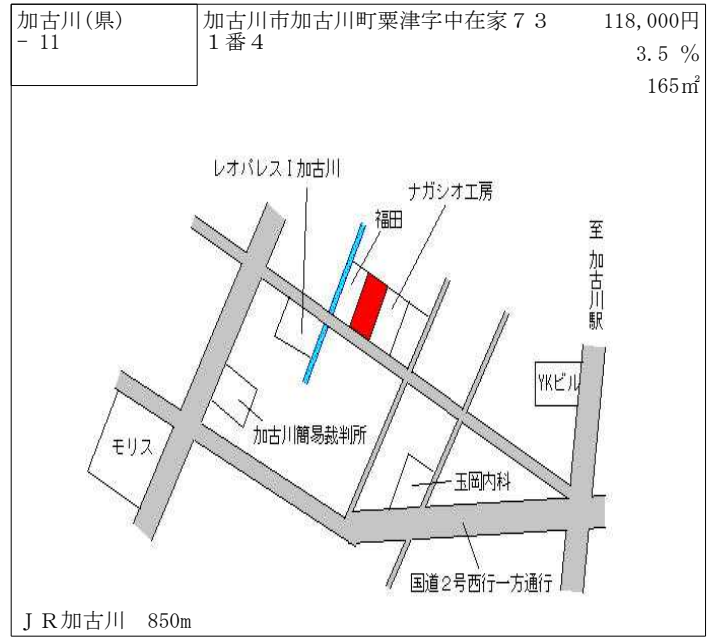 加古川(県)
- 11
加古川市加古川町粟津字中在家７３
１番４
118,000円
3.5 %
165㎡
レオパレスⅠ加古川
ナガシオ工房
福田
至 加古川駅
YKビル
加古川簡易裁判所
モリス
玉岡内科
国道２号西行一方通行
ＪＲ加古川 850m